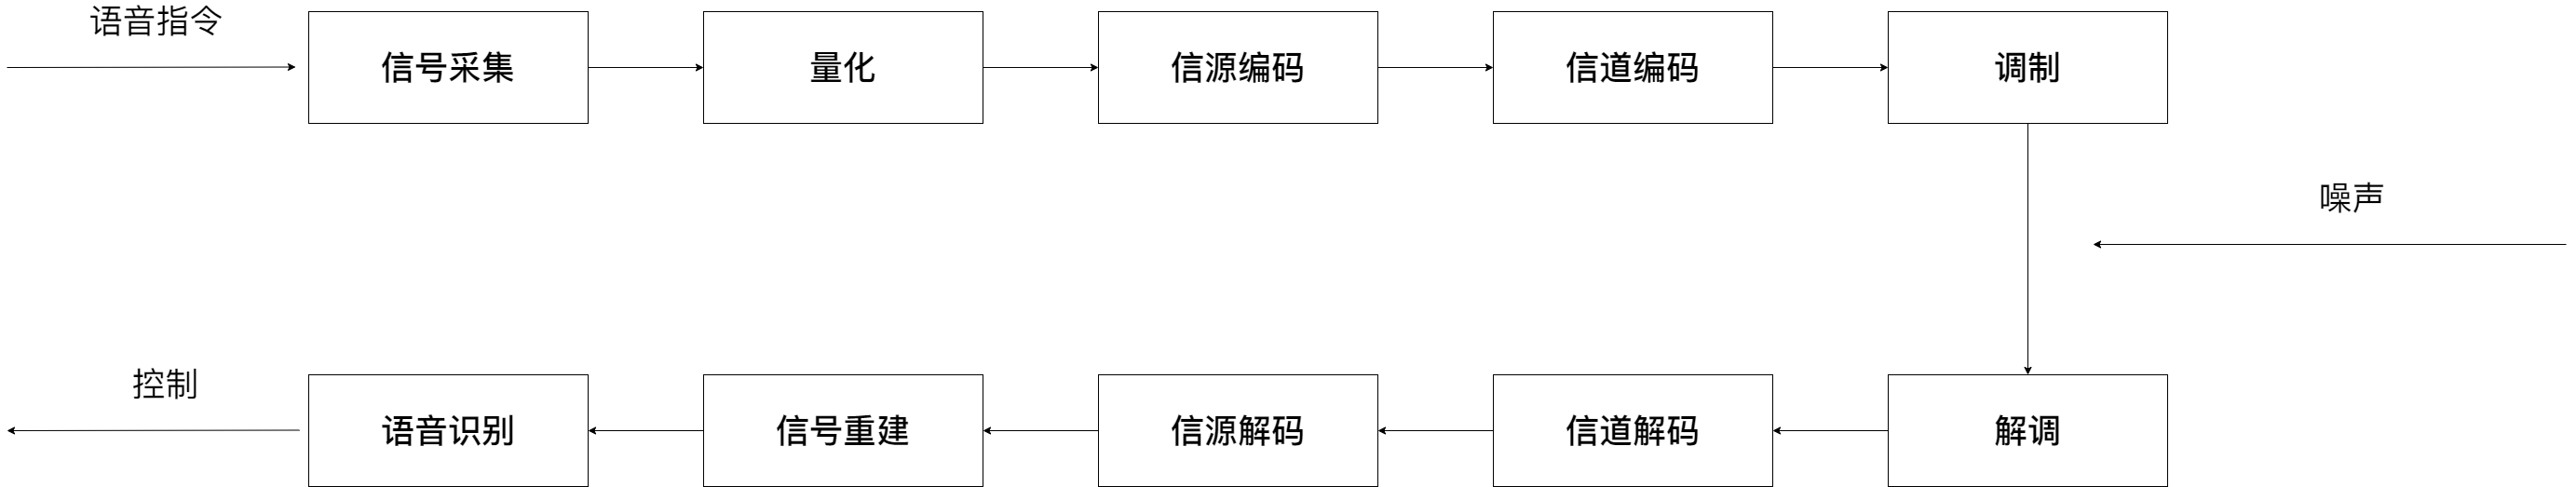 语音指令
信号采集
量化
信源编码
信道编码
调制
噪声
控制
语音识别
信号重建
信源解码
信道解码
解调